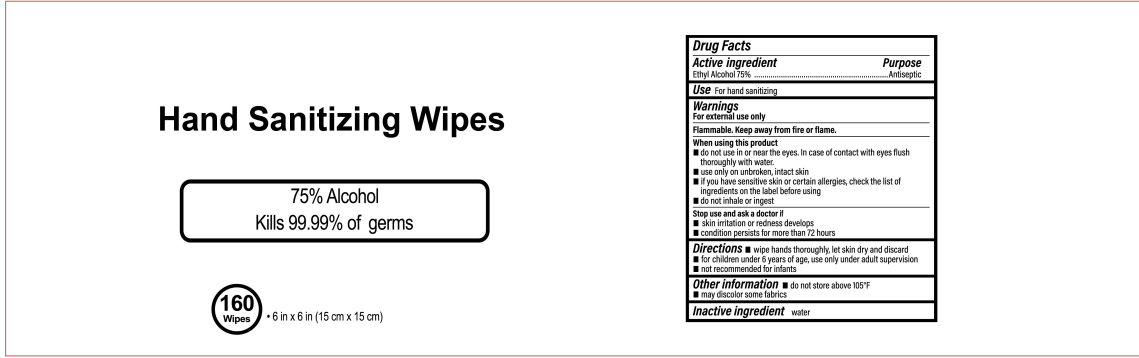 Hand Sanitizing Wipes
75% Alcohol
Kills 99.99% of germs
160
Wipes
• 6 in x 6 in (15 cm x 15 cm)
Drug Facts
Active ingredient Purpose
Ethyl Alcohol 75% ................................................................Antiseptic
Use For hand sanitizing
Warnings
For external use only
Flammable. Keep away from fire or flame.
When using this product
■ do not use in or near the eyes. In case of contact with eyes flush
thoroughly with water.
■ use only on unbroken, intact skin
■ if you have sensitive skin or certain allergies, check the list of
ingredients on the label before using
■ do not inhale or ingest
Stop use and ask a doctor if
■ skin irritation or redness develops
■ condition persists for more than 72 hours
Directions ■ wipe hands thoroughly, let skin dry and discard
■ for children under 6 years of age, use only under adult supervision
■ not recommended for infants
Other information ■ do not store above 105°F
■ may discolor some fabrics
Inactive ingredient water